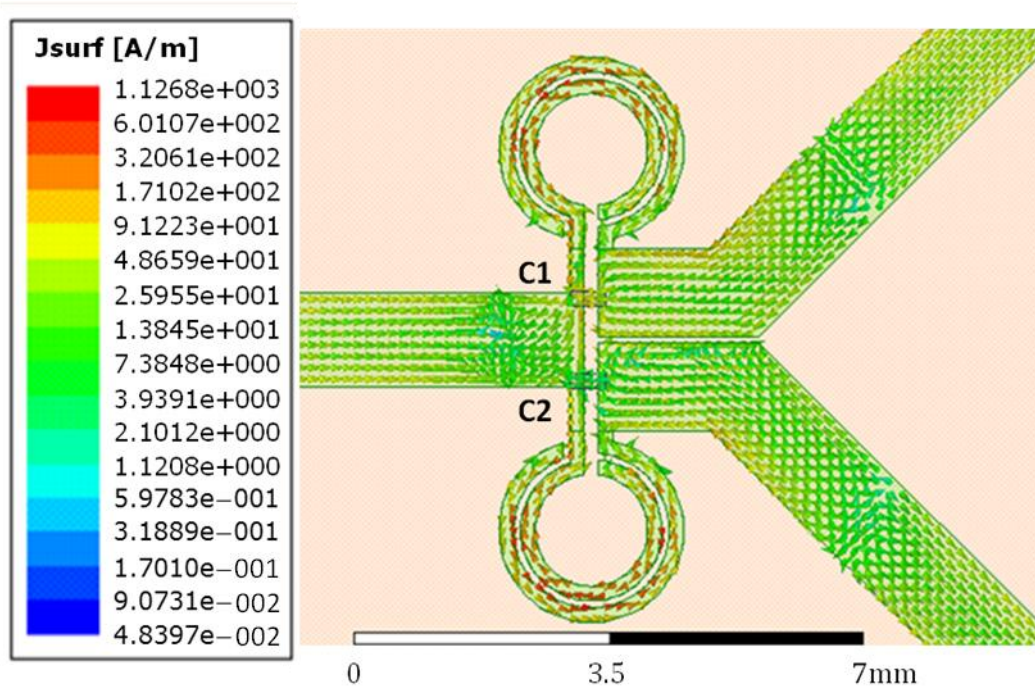 Jsurf [A/m]
1.1268e+003
6.0107e+002
3.2061e+002
1.7102e+002
9.1223e+001
4.8659e+001
2.5955e+001
1.3845e+001
7.3848e+000
3.9391e+000
2.1012e+000
1.1208e+000
5.9783e−001
3.1889e−001
1.7010e−001
9.0731e−002
4.8397e−002
C1
C2
0 3.5 7mm